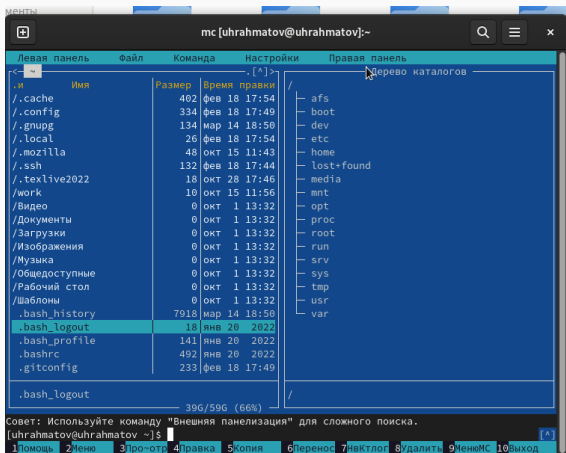 менты
mc [uhrahmatov@uhrahmatov]:~
Левая панель Файл Команда Настройки Правая панель
<— ~ .[^]> Дерево каталогов
.и Имя Размер Время правки /
/.cache 402 фев 18 17:54 afs
/.config 334 фев 18 17:49 boot
/.gnupg 134 мар 14 18:50 dev
/.local 26 фев 18 17:54 etc
/.mozilla 48 окт 15 11:43 home
/.ssh 132 фев 18 17:44 lost+found
/.texlive2022 18 окт 28 17:46 media
/work 10 окт 15 11:56 mnt
/Видео 0 окт 1 13:32 opt
/Документы 0 окт 1 13:32 proc
/Загрузки 0 окт 1 13:32 root
/Изображения 0 окт 1 13:32 run
/Музыка 0 окт 1 13:32 srv
/Общедоступные 0 окт 1 13:32 sys
/Рабочий стол 0 окт 1 13:32 tmp
/Шаблоны 0 окт 1 13:32 usr
.bash_history 7918 мар 14 18:50 var
.bash_logout 18 янв 20 2022
.bash_profile 141 янв 20 2022
.bashrc 492 янв 20 2022
.gitconfig 233 фев 18 17:49
.bash_logout /
39G/59G (66%)
Совет: Используйте команду "Внешняя панелизация" для сложного поиска.
[uhrahmatov@uhrahmatov ~]$ [^]
1Помощь 2Меню 3Про~отр 4Правка 5Копия 6Перенос 7НвКтлог 8Удалить 9МенюMC 10Выход